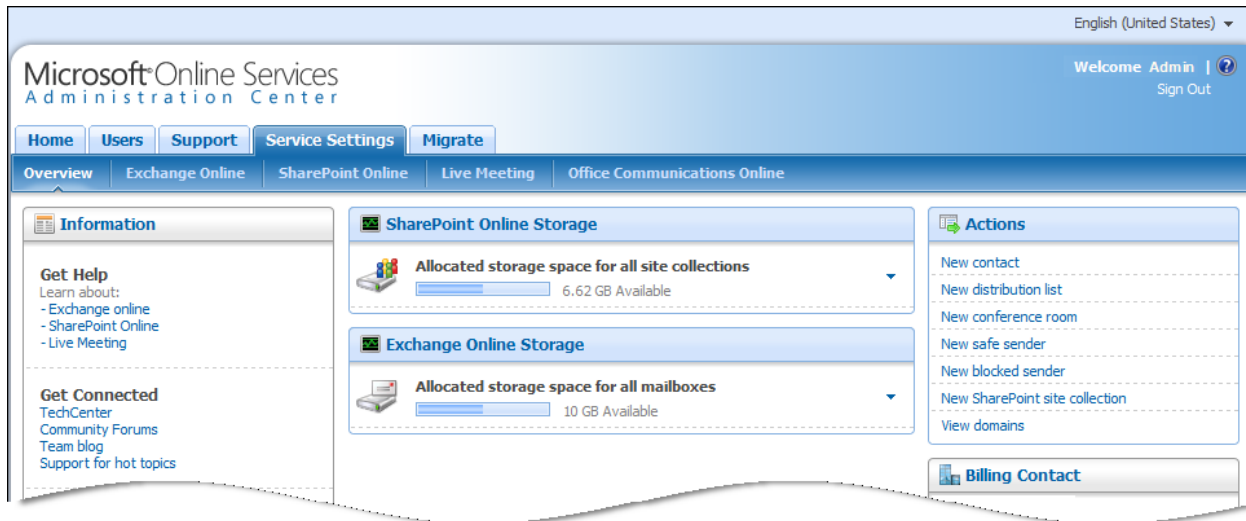 English (United States)
Microsoft Online Services
Administration Center
Welcome Admin |
Sign Out
Home Users Support Service Settings Migrate
Overview Exchange Online SharePoint Online Live Meeting Office Communications Online
Information
Get Help
Learn about:
- Exchange online
- SharePoint Online
- Live Meeting
Get Connected
TechCenter
Community Forums
Team blog
Support for hot topics
SharePoint Online Storage
Allocated storage space for all site collections
6.62 GB Available
Exchange Online Storage
Allocated storage space for all mailboxes
10 GB Available
Actions
New contact
New distribution list
New conference room
New safe sender
New blocked sender
New SharePoint site collection
View domains
Billing Contact